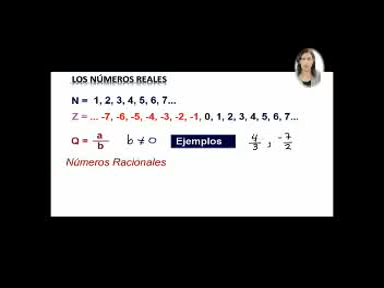 LOS NÚMEROS REALES
N = 1, 2, 3, 4, 5, 6, 7...
Z = ... -7, -6, -5, -4, -3, -2, -1, 0, 1, 2, 3, 4, 5, 6, 7...
Q = a/b b ≠ 0 Ejemplos 4/3 , -7/2
Números Racionales